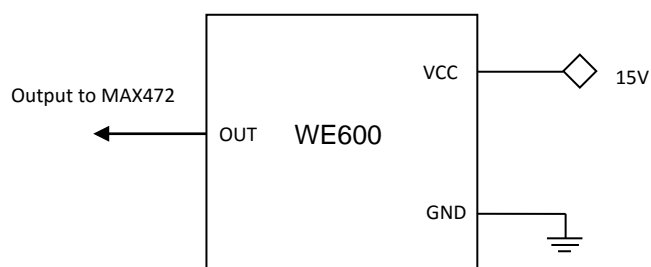 VCC
15V
Output to MAX472
OUT
WE600
GND